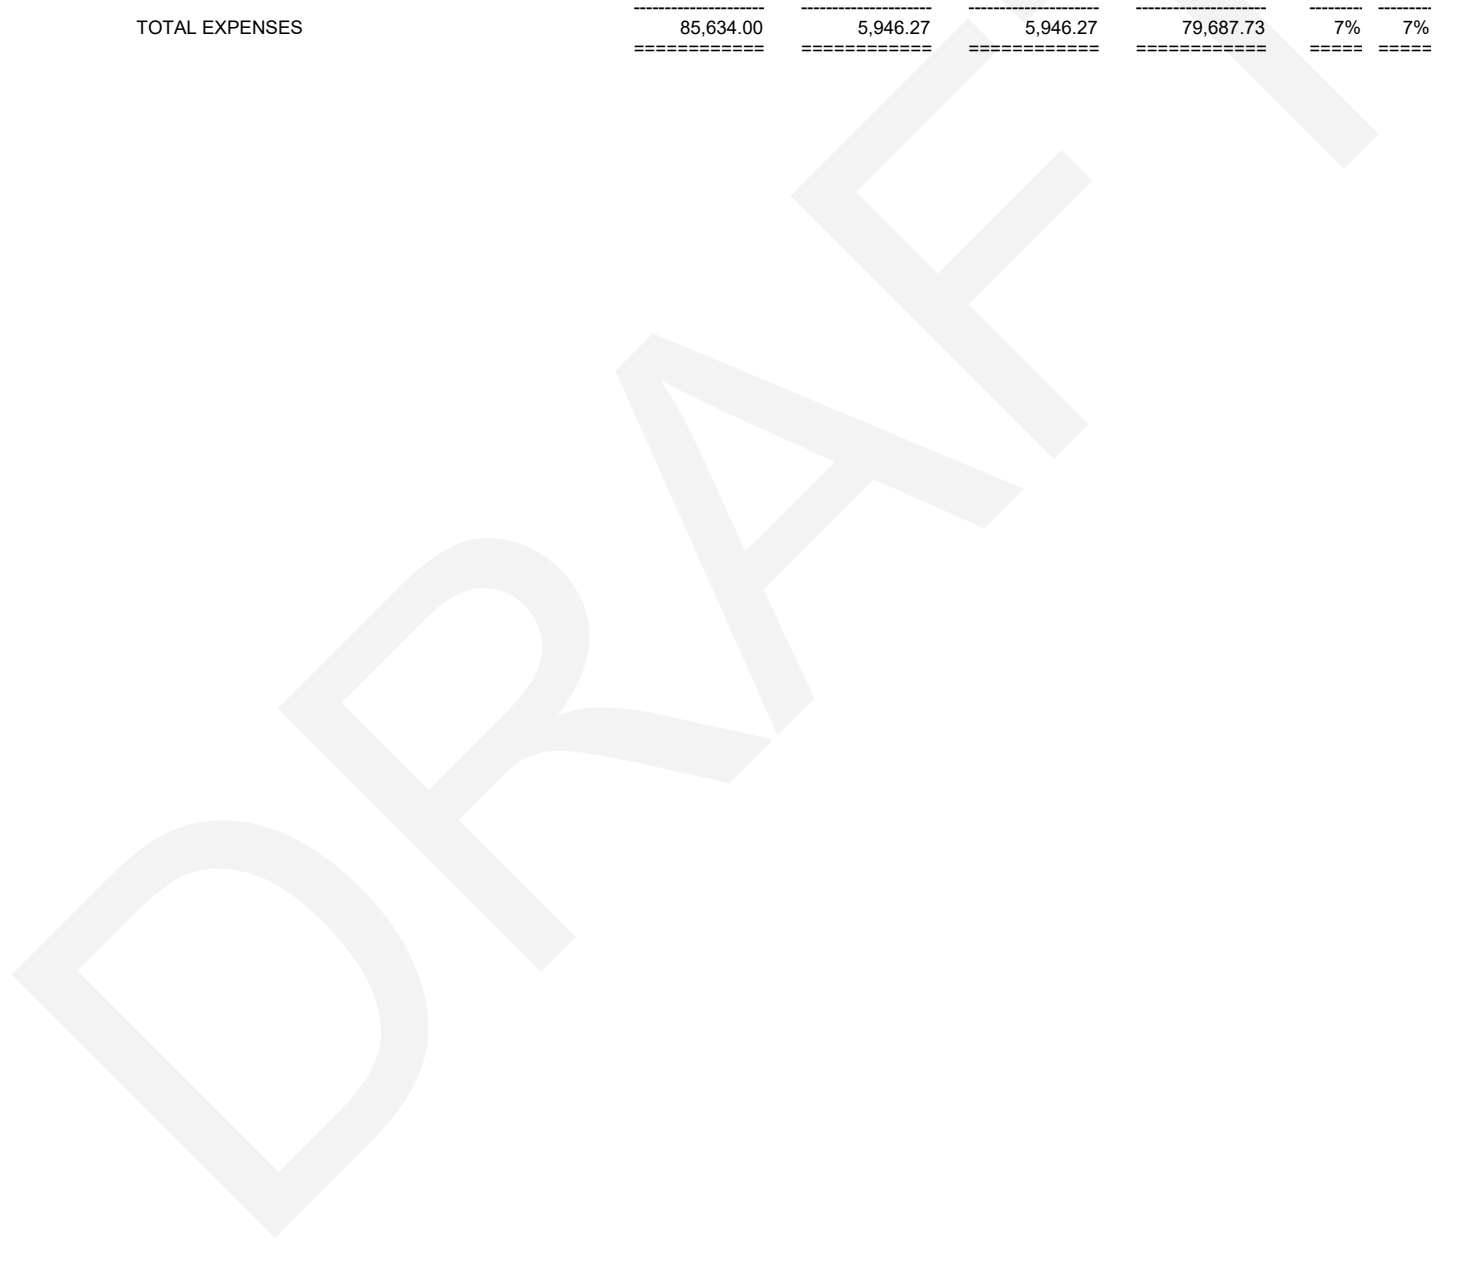 --------------------- --------------------- --------------------- --------------------- --------- ---------
TOTAL EXPENSES 85,634.00 5,946.27 5,946.27 79,687.73 7% 7%
============ ============ ============ ============ ===== =====
DRAFT